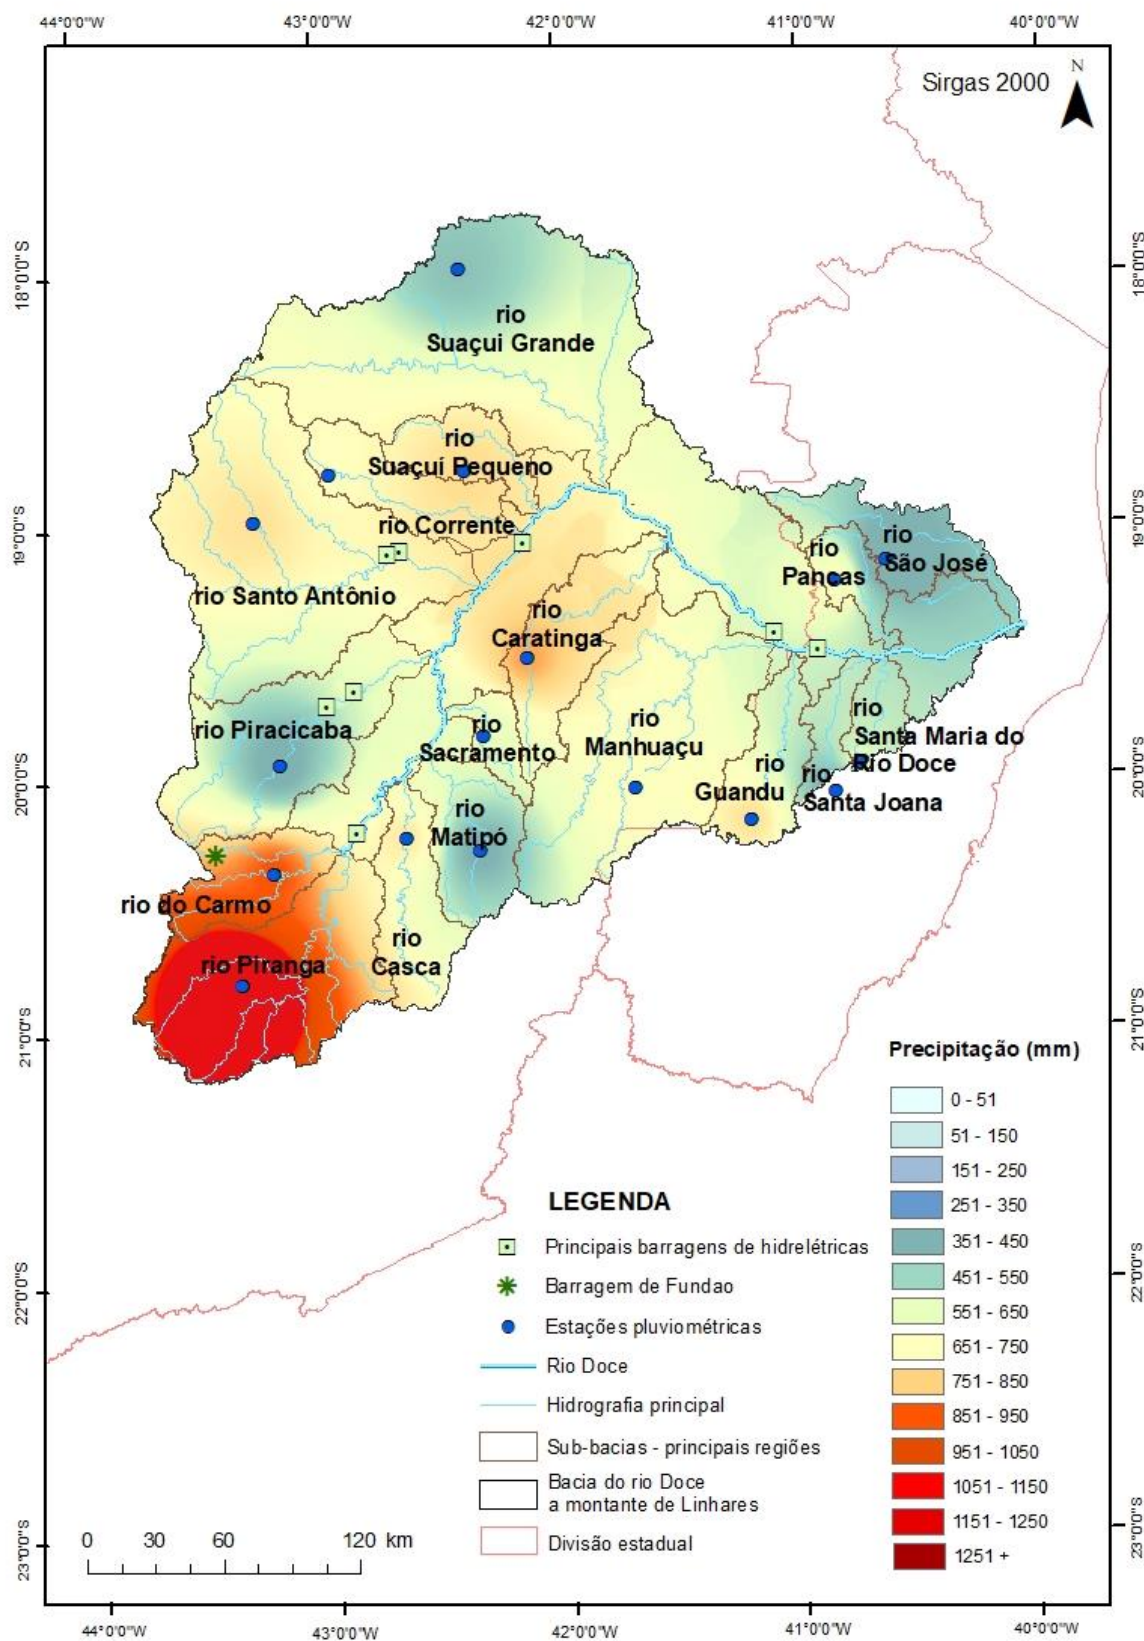 44°0'0"W 43°0'0"W 42°0'0"W 41°0'0"W 40°0'0"W
Sirgas 2000
N
18°0'0"S
18°0'0"S
rio
Suaçui Grande
rio
Suaçuí Pequeno
rio Corrente
19°0'0"S
19°0'0"S
rio
São José
rio
Pancas
rio Santo Antônio
rio
Caratinga
rio Piracicaba
rio
Sacramento
rio
Manhuaçu
rio
Santa Maria do
Rio Doce
rio
Guandu
rio
Santa Joana
20°0'0"S
20°0'0"S
rio
Matipó
rio do Carmo
rio
Casca
rio Piranga
21°0'0"S
21°0'0"S
Precipitação (mm)
0 - 51
51 - 150
151 - 250
251 - 350
351 - 450
451 - 550
551 - 650
651 - 750
751 - 850
851 - 950
951 - 1050
1051 - 1150
1151 - 1250
1251 +
LEGENDA
Principais barragens de hidrelétricas
Barragem de Fundao
Estações pluviométricas
Rio Doce
Hidrografia principal
Sub-bacias - principais regiões
Bacia do rio Doce
a montante de Linhares
Divisão estadual
22°0'0"S
22°0'0"S
0 30 60 120 km
23°0'0"S
23°0'0"S
44°0'0"W 43°0'0"W 42°0'0"W 41°0'0"W 40°0'0"W